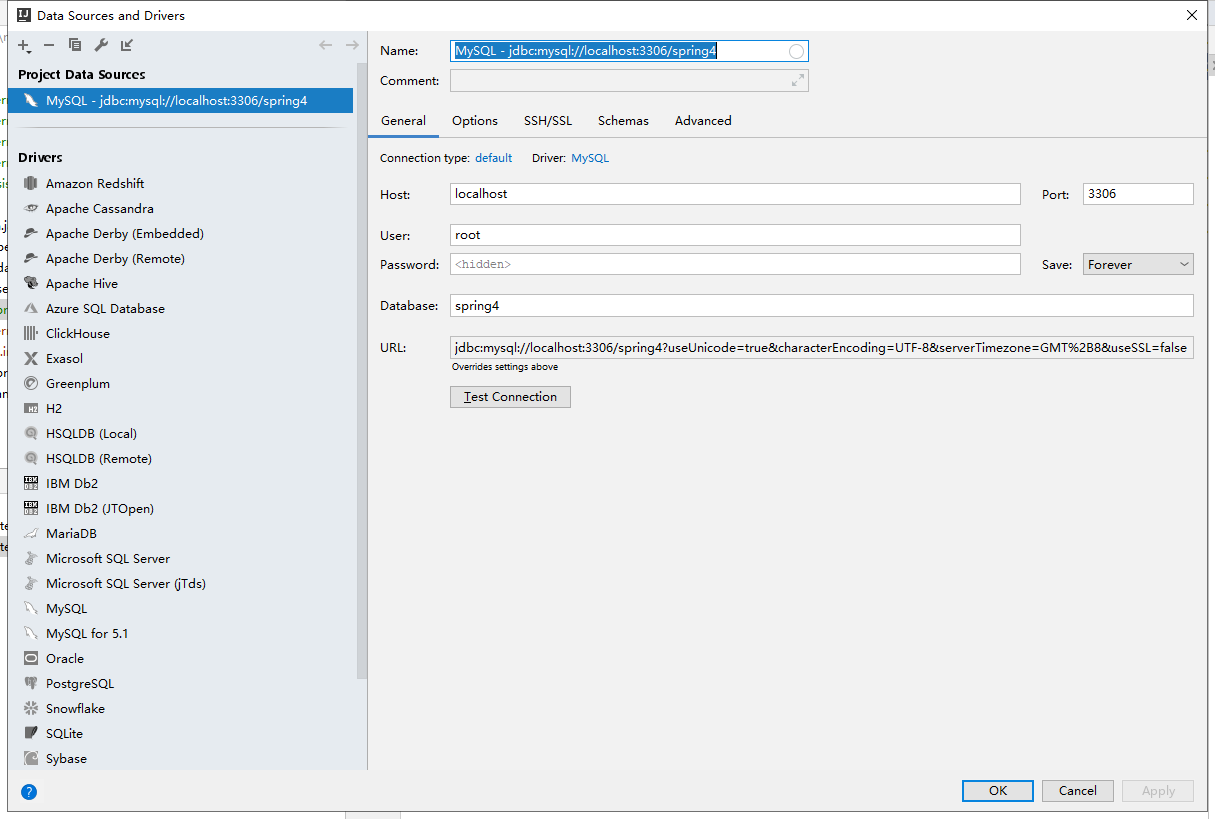 Data Sources and Drivers
Project Data Sources
MySQL - jdbc:mysql://localhost:3306/spring4
Drivers
Amazon Redshift
Apache Cassandra
Apache Derby (Embedded)
Apache Derby (Remote)
Apache Hive
Azure SQL Database
ClickHouse
Exasol
Greenplum
H2
HSQLDB (Local)
HSQLDB (Remote)
IBM Db2
IBM Db2 (JTOpen)
MariaDB
Microsoft SQL Server
Microsoft SQL Server (jTds)
MySQL
MySQL for 5.1
Oracle
PostgreSQL
Snowflake
SQLite
Sybase
Name: MySQL - jdbc:mysql://localhost:3306/spring4
Comment:
General Options SSH/SSL Schemas Advanced
Connection type: default Driver: MySQL
Host: localhost Port: 3306
User: root
Password: <hidden> Save: Forever
Database: spring4
URL: jdbc:mysql://localhost:3306/spring4?useUnicode=true&characterEncoding=UTF-8&serverTimezone=GMT%2B8&useSSL=false
Overrides settings above
Test Connection
?
OK Cancel Apply